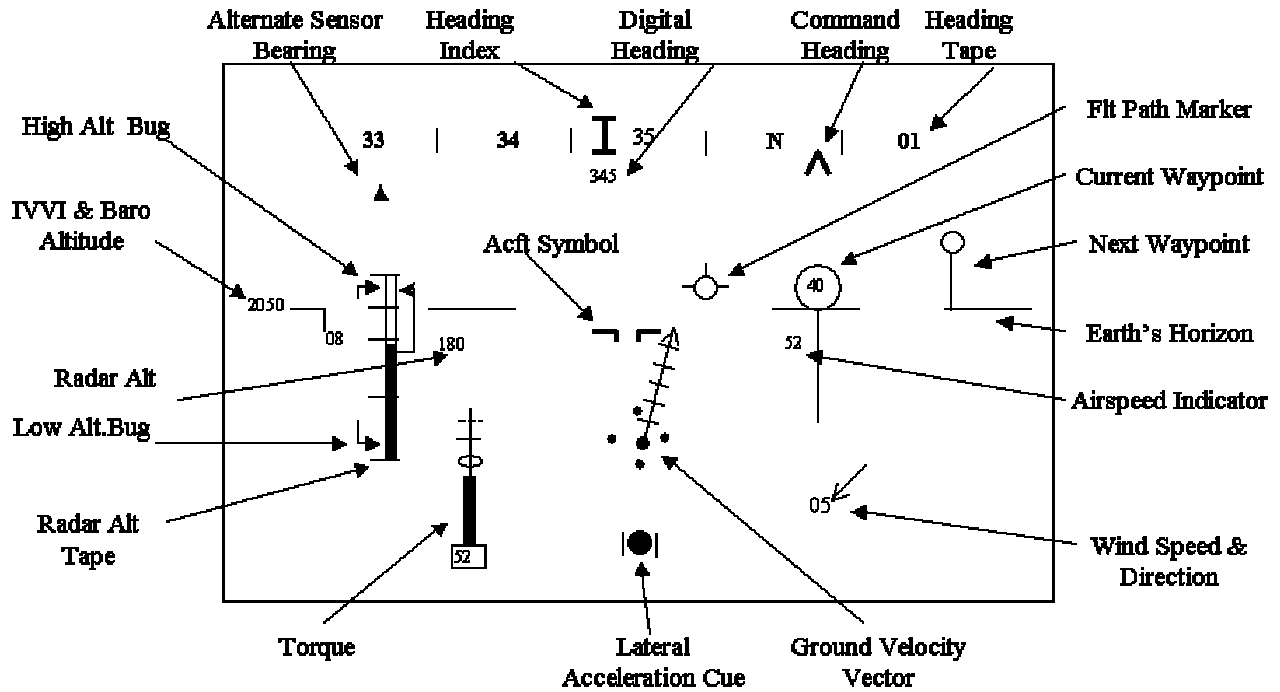 Alternate Sensor
Bearing
Heading
Index
Digital
Heading
Command
Heading
Heading
Tape
High Alt Bug
33
34
35
N
01
Flt Path Marker
345
Current Waypoint
IVVI & Baro
Altitude
Acft Symbol
Next Waypoint
2050
40
08
180
52
Earth's Horizon
Radar Alt
Airspeed Indicator
Low Alt.Bug
05
Radar Alt
Tape
52
Wind Speed &
Direction
Torque
Lateral
Acceleration Cue
Ground Velocity
Vector